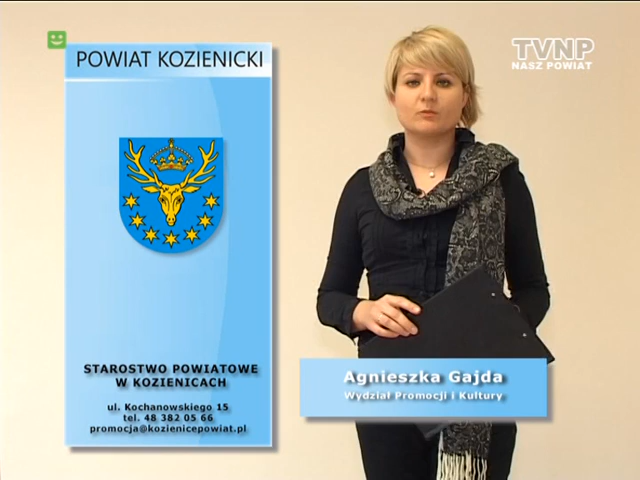 POWIAT KOZIENICKI
STAROSTWO POWIATOWE
W KOZIENICACH
ul. Kochanowskiego 15
tel. 48 382 05 66
promocja@kozienicepowiat.pl
TVNP
NASZ POWIAT
Agnieszka Gajda
Wydział Promocji i Kultury